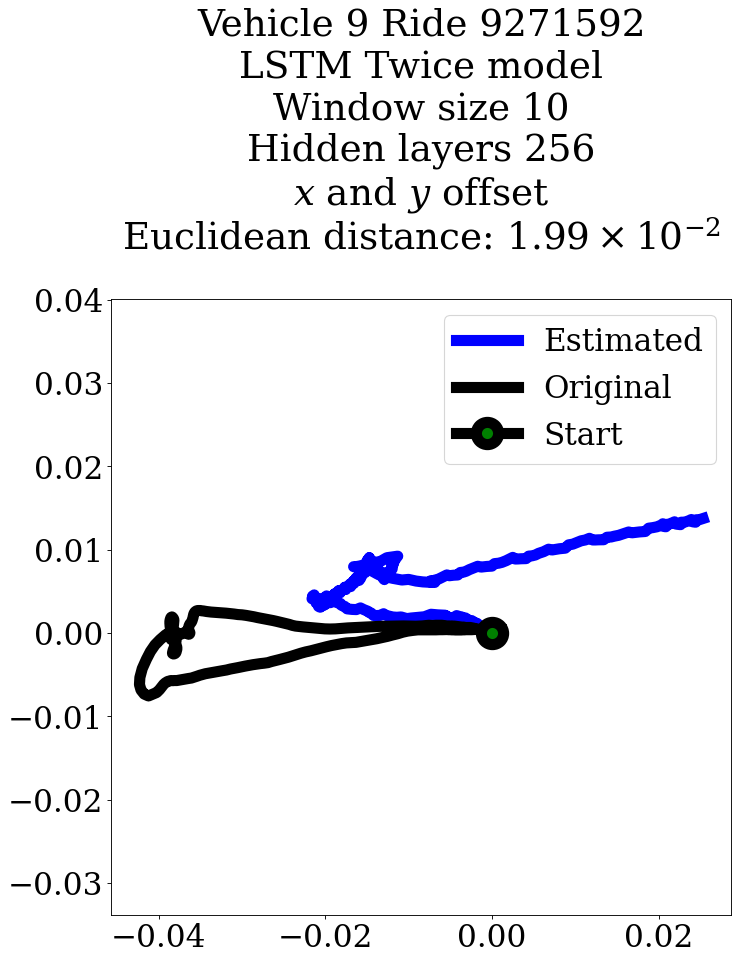 Vehicle 9 Ride 9271592
LSTM Twice model
Window size 10
Hidden layers 256
x and y offset
Euclidean distance: 1.99 × 10⁻²
Estimated
Original
Start
0.04
0.03
0.02
0.01
0.00
−0.01
−0.02
−0.03
−0.04 −0.02 0.00 0.02